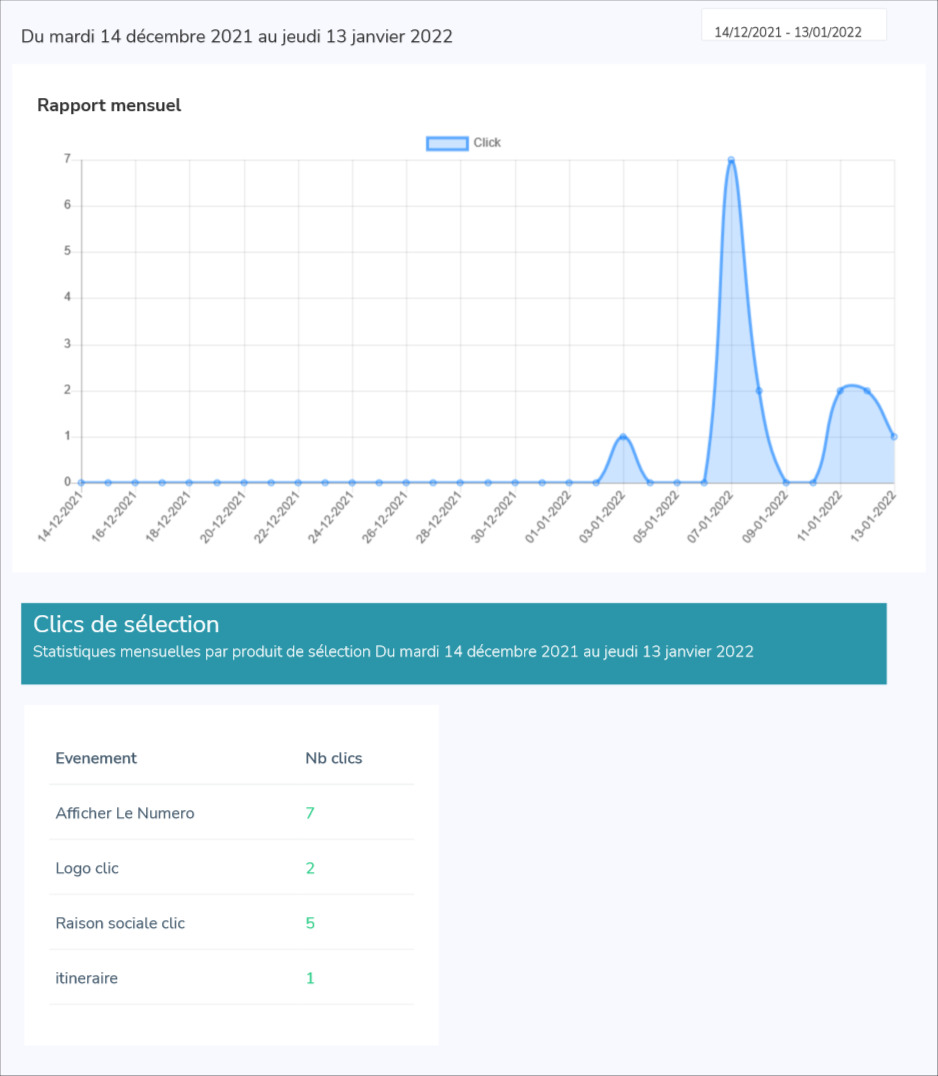 Du mardi 14 décembre 2021 au jeudi 13 janvier 2022
14/12/2021 - 13/01/2022
Rapport mensuel
Click
7
6
5
4
3
2
1
0
14-12-2021
16-12-2021
18-12-2021
20-12-2021
22-12-2021
24-12-2021
26-12-2021
28-12-2021
30-12-2021
01-01-2022
03-01-2022
05-01-2022
07-01-2022
09-01-2022
11-01-2022
13-01-2022
Clics de sélection
Statistiques mensuelles par produit de sélection Du mardi 14 décembre 2021 au jeudi 13 janvier 2022
Evenement Nb clics
Afficher Le Numero 7
Logo clic 2
Raison sociale clic 5
itineraire 1